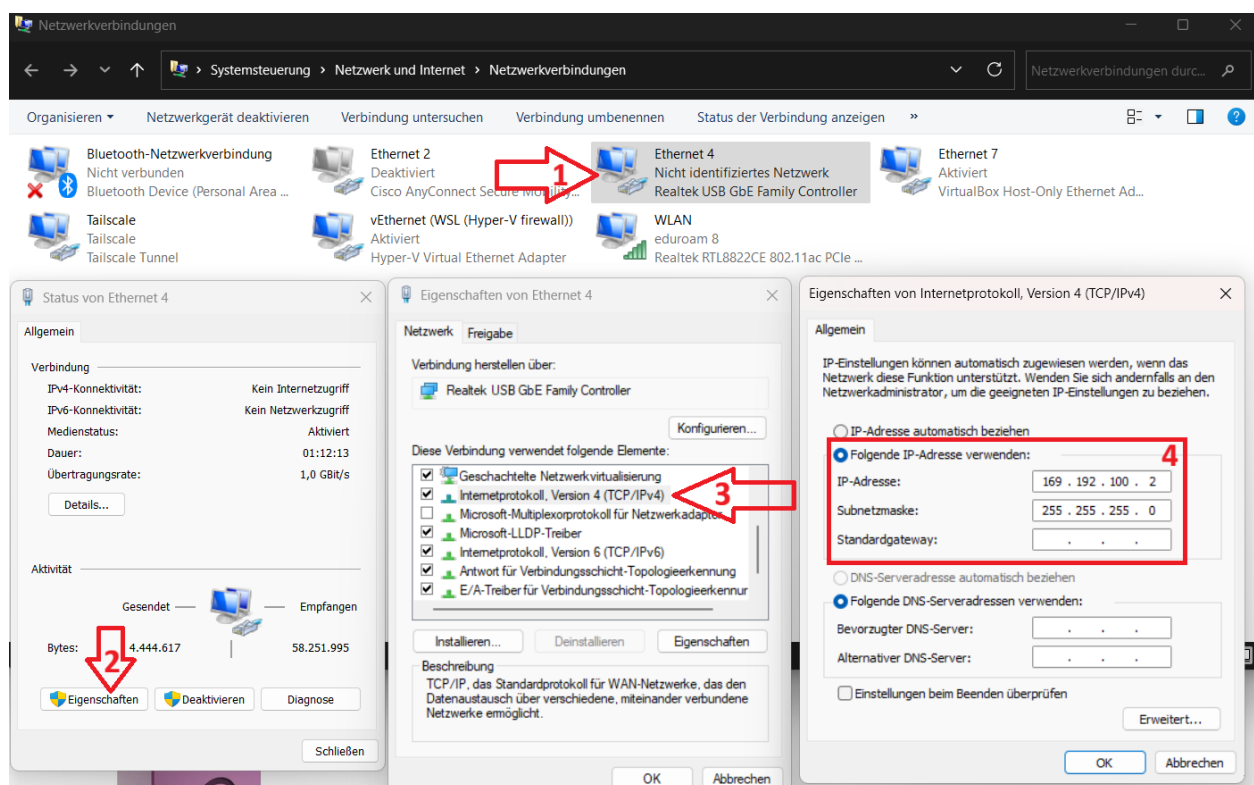 Netzwerkverbindungen
Systemsteuerung > Netzwerk und Internet > Netzwerkverbindungen
Netzwerkverbindungen durc...
Organisieren Netzwerkgerät deaktivieren Verbindung untersuchen Verbindung umbenennen Status der Verbindung anzeigen »
Bluetooth-Netzwerkverbindung
Nicht verbunden
Bluetooth Device (Personal Area ...
Ethernet 2
Deaktiviert
Cisco AnyConnect Secure Mobility...
1
Ethernet 4
Nicht identifiziertes Netzwerk
Realtek USB GbE Family Controller
Ethernet 7
Aktiviert
VirtualBox Host-Only Ethernet Ad...
Tailscale
Tailscale
Tailscale Tunnel
vEthernet (WSL (Hyper-V firewall))
Aktiviert
Hyper-V Virtual Ethernet Adapter
WLAN
eduroam 8
Realtek RTL8822CE 802.11ac PCIe ...
Status von Ethernet 4
Allgemein
Verbindung
IPv4-Konnektivität: Kein Internetzugriff
IPv6-Konnektivität: Kein Netzwerkzugriff
Medienstatus: Aktiviert
Dauer: 01:12:13
Übertragungsrate: 1,0 GBit/s
Details...
Aktivität
Gesendet Empfangen
Bytes: 4.444.617 58.251.995
2
Eigenschaften Deaktivieren Diagnose
Schließen
Eigenschaften von Ethernet 4
Netzwerk Freigabe
Verbindung herstellen über:
Realtek USB GbE Family Controller
Konfigurieren...
Diese Verbindung verwendet folgende Elemente:
Geschachtelte Netzwerkvirtualisierung
Internetprotokoll, Version 4 (TCP/IPv4)
3
Microsoft-Multiplexorprotokoll für Netzwerkadapter
Microsoft-LLDP-Treiber
Internetprotokoll, Version 6 (TCP/IPv6)
Antwort für Verbindungsschicht-Topologieerkennung
E/A-Treiber für Verbindungsschicht-Topologieerkennur
Installieren... Deinstallieren Eigenschaften
Beschreibung
TCP/IP, das Standardprotokoll für WAN-Netzwerke, das den
Datenaustausch über verschiedene, miteinander verbundene
Netzwerke ermöglicht.
OK Abbrechen
Eigenschaften von Internetprotokoll, Version 4 (TCP/IPv4)
Allgemein
IP-Einstellungen können automatisch zugewiesen werden, wenn das
Netzwerk diese Funktion unterstützt. Wenden Sie sich andernfalls an den
Netzwerkadministrator, um die geeigneten IP-Einstellungen zu beziehen.
IP-Adresse automatisch beziehen
Folgende IP-Adresse verwenden:
4
IP-Adresse: 169 . 192 . 100 . 2
Subnetzmaske: 255 . 255 . 255 . 0
Standardgateway: . . .
DNS-Serveradresse automatisch beziehen
Folgende DNS-Serveradressen verwenden:
Bevorzugter DNS-Server: . . .
Alternativer DNS-Server: . . .
Einstellungen beim Beenden überprüfen
Erweitert...
OK Abbrechen